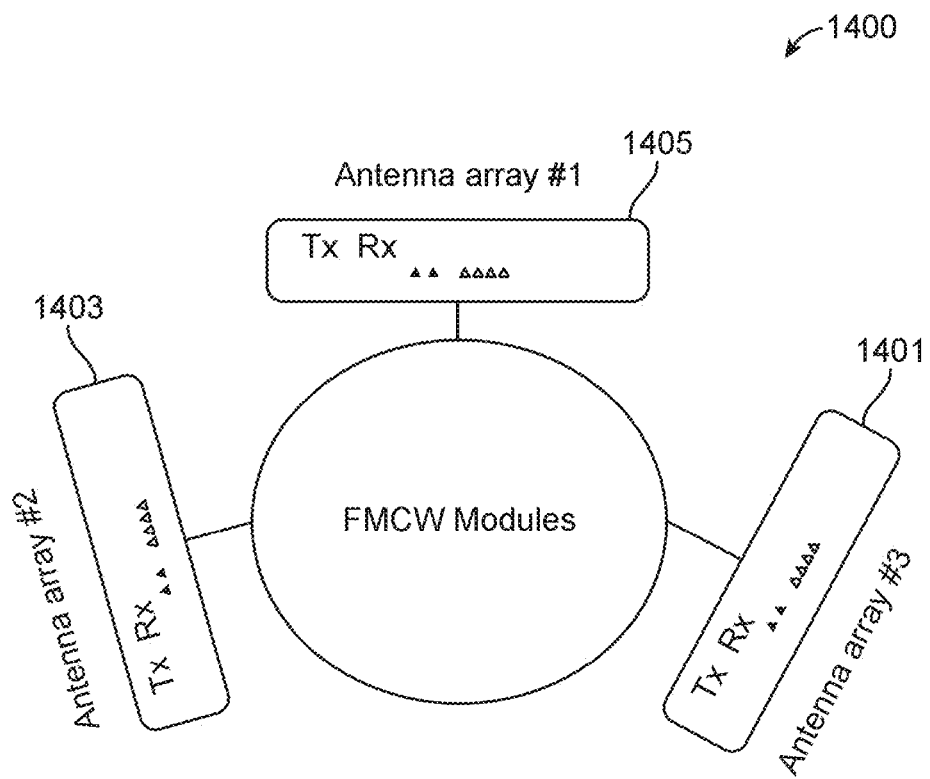 1400
1405
Antenna array #1
Tx Rx
1403
1401
Antenna array #2
Tx Rx
FMCW Modules
Tx Rx
Antenna array #3